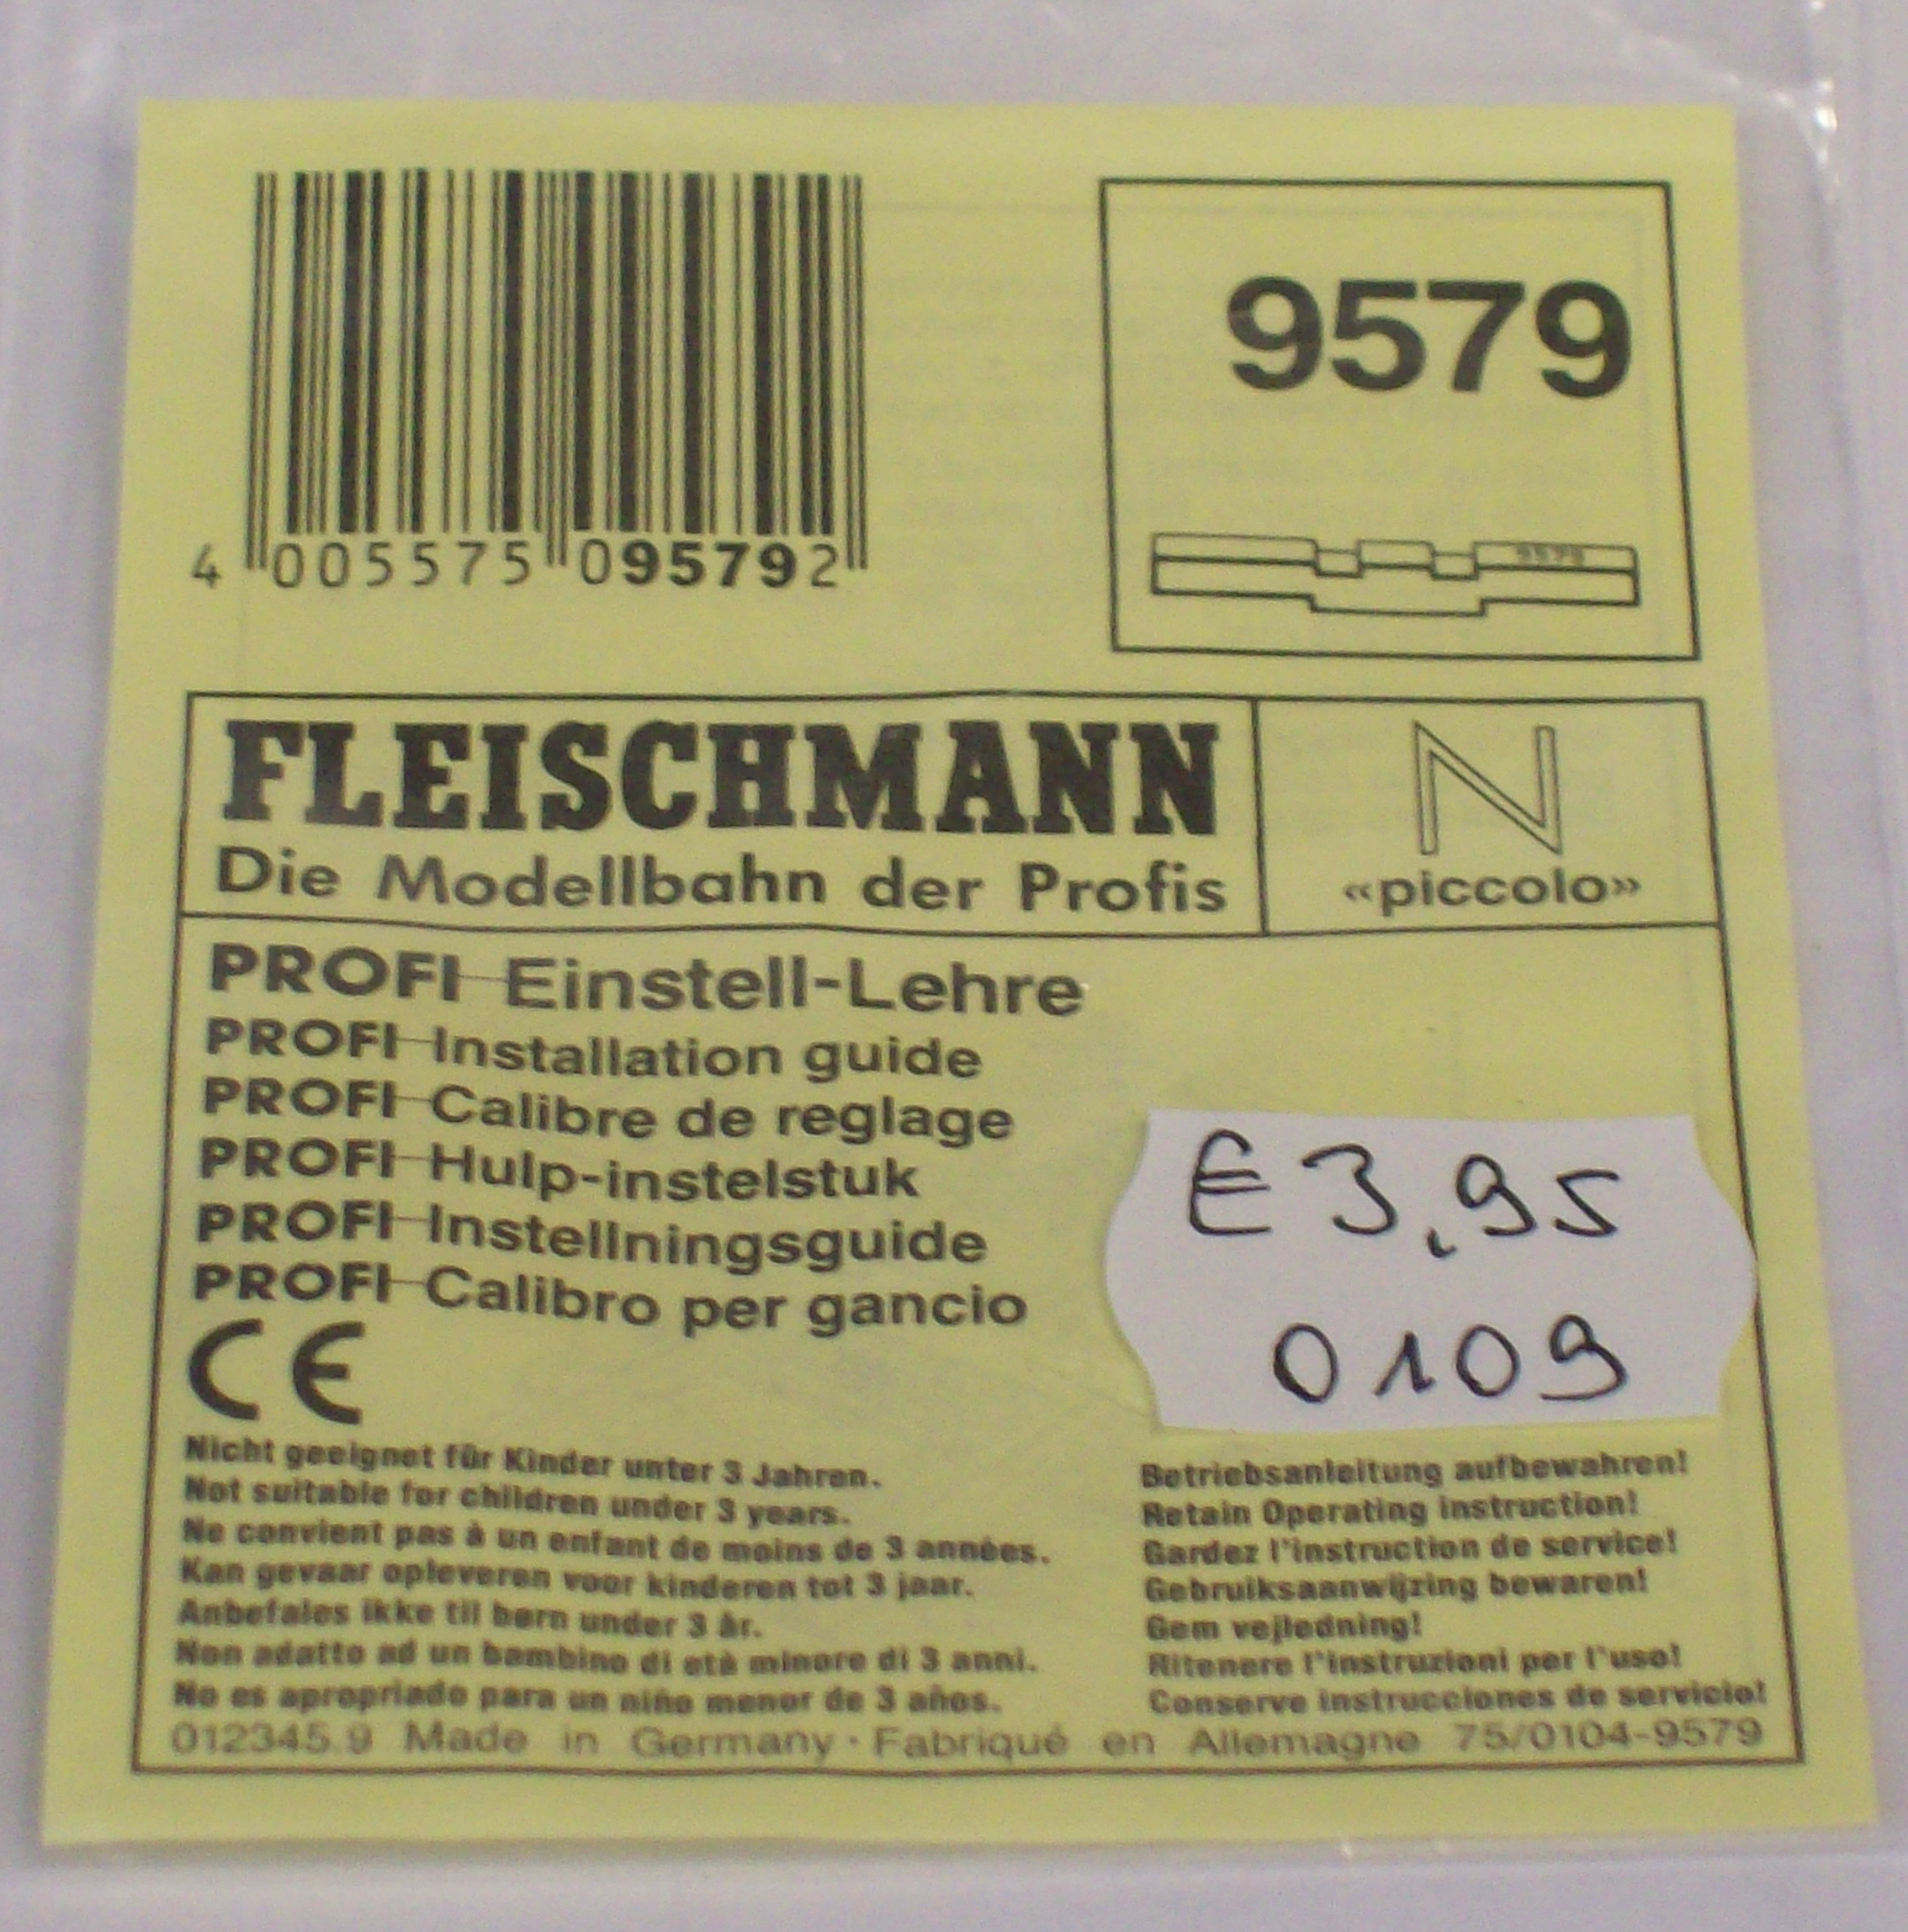 4 005575 095792
9579
9579
FLEISCHMANN
Die Modellbahn der Profis
N
«piccolo»
PROFI-Einstell-Lehre
PROFI-Installation guide
PROFI-Calibre de reglage
PROFI-Hulp-instelstuk
PROFI-Instellningsguide
PROFI-Calibro per gancio
€ 3,95
0109
CE
Nicht geeignet für Kinder unter 3 Jahren.
Not suitable for children under 3 years.
Ne convient pas à un enfant de moins de 3 années.
Kan gevaar opleveren voor kinderen tot 3 jaar.
Anbefales ikke til børn under 3 år.
Non adatto ad un bambino di età minore di 3 anni.
No es apropriado para un niño menor de 3 años.
Betriebsanleitung aufbewahren!
Retain Operating instruction!
Gardez l'instruction de service!
Gebruiksaanwijzing bewaren!
Gem vejledning!
Ritenere l'instruzioni per l'uso!
Conserve instrucciones de servicio!
012345.9 Made in Germany · Fabriqué en Allemagne 75/0104-9579